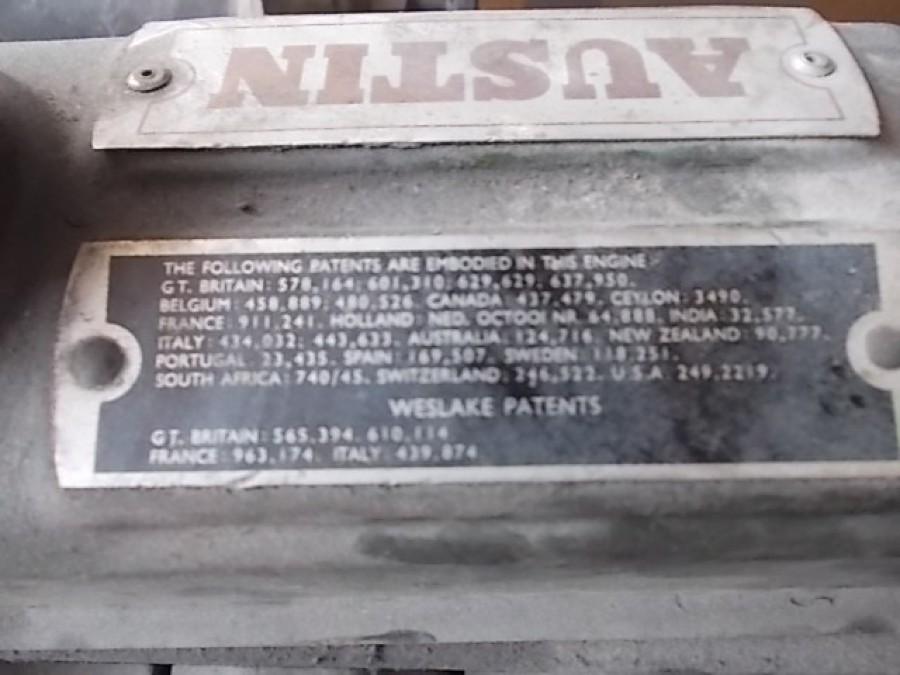 AUSTIN
THE FOLLOWING PATENTS ARE EMBODIED IN THIS ENGINE
GT. BRITAIN: 578,164; 601,310; 629,629; 637,950.
BELGIUM: 458,889; 480,526. CANADA: 437,479. CEYLON: 3490.
FRANCE: 911,241. HOLLAND: NED. OCTOOI NR. 64,888. INDIA: 32,577.
ITALY: 434,032; 443,633. AUSTRALIA: 124,716. NEW ZEALAND: 90,777.
PORTUGAL: 23,435. SPAIN: 169,507. SWEDEN: 118,251.
SOUTH AFRICA: 740/45. SWITZERLAND: 246,522. U.S.A. 249,2219.
WESLAKE PATENTS
GT. BRITAIN: 565,394. 610,114
FRANCE: 963,174. ITALY: 439,874